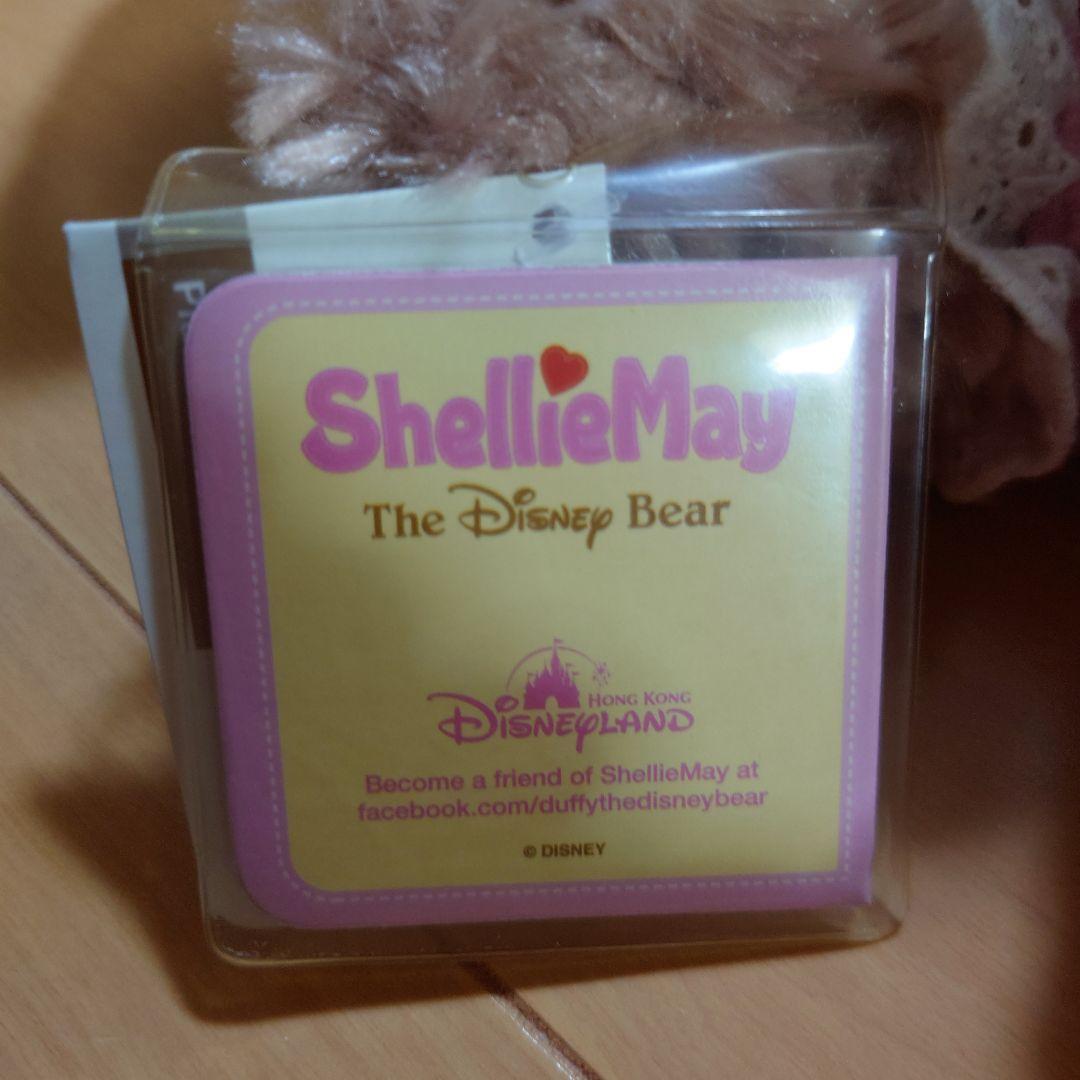 ShellieMay
The Disney Bear
Hong Kong
Disneyland
Become a friend of ShellieMay at
facebook.com/duffythedisneybear
© DISNEY